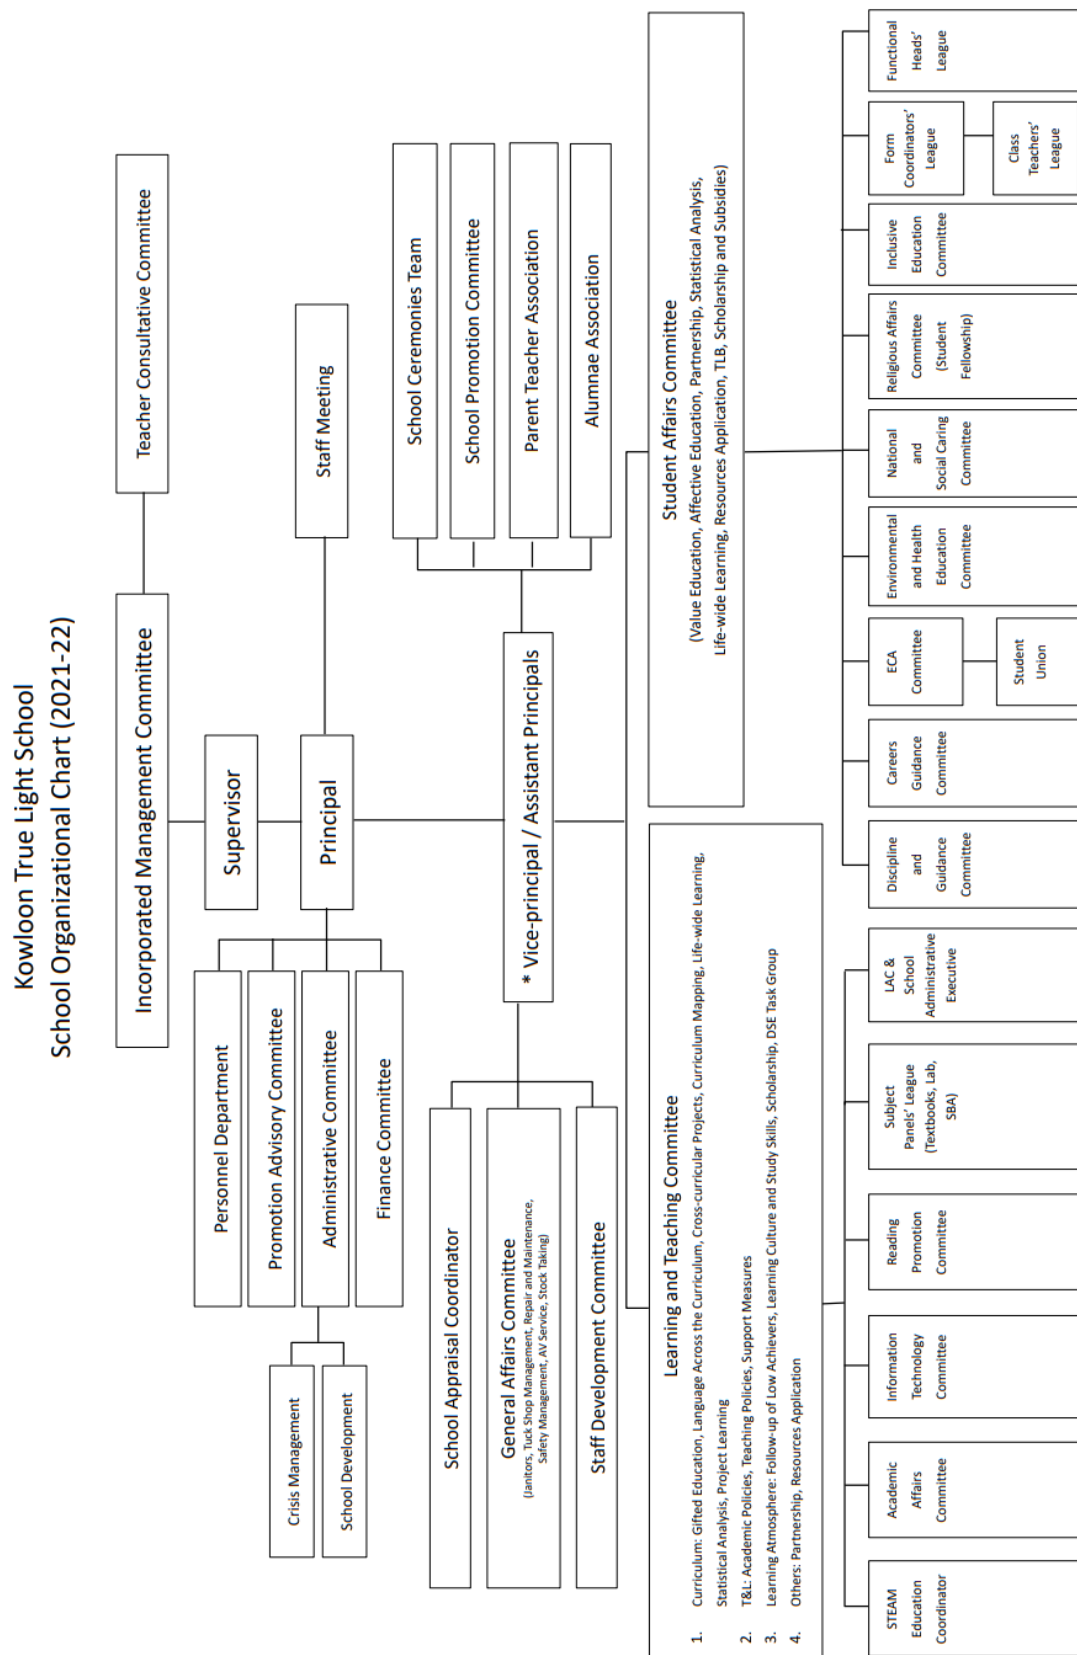 Kowloon True Light School
School Organizational Chart (2021-22)
Incorporated Management Committee
Teacher Consultative Committee
Supervisor
Principal
Staff Meeting
Personnel Department
Promotion Advisory Committee
Administrative Committee
Finance Committee
Crisis Management
School Development
* Vice-principal / Assistant Principals
School Appraisal Coordinator
General Affairs Committee
(Janitors, Tuck Shop Management, Repair and Maintenance,
Safety Management, AV Service, Stock Taking)
Staff Development Committee
School Ceremonies Team
School Promotion Committee
Parent Teacher Association
Alumnae Association
Learning and Teaching Committee
1. Curriculum: Gifted Education, Language Across the Curriculum, Cross-curricular Projects, Curriculum Mapping, Life-wide Learning,
Statistical Analysis, Project Learning
2. T&L: Academic Policies, Teaching Policies, Support Measures
3. Learning Atmosphere: Follow-up of Low Achievers, Learning Culture and Study Skills, Scholarship, DSE Task Group
4. Others: Partnership, Resources Application
Student Affairs Committee
(Value Education, Affective Education, Partnership, Statistical Analysis,
Life-wide Learning, Resources Application, TLB, Scholarship and Subsidies)
STEAM
Education
Coordinator
Academic
Affairs
Committee
Information
Technology
Committee
Reading
Promotion
Committee
Subject
Panels' League
(Textbooks, Lab,
SBA)
LAC &
School
Administrative
Executive
Discipline
and
Guidance
Committee
Careers
Guidance
Committee
ECA
Committee
Student
Union
Environmental
and Health
Education
Committee
National
and
Social Caring
Committee
Religious Affairs
Committee
(Student
Fellowship)
Inclusive
Education
Committee
Form
Coordinators'
League
Class
Teachers'
League
Functional
Heads'
League